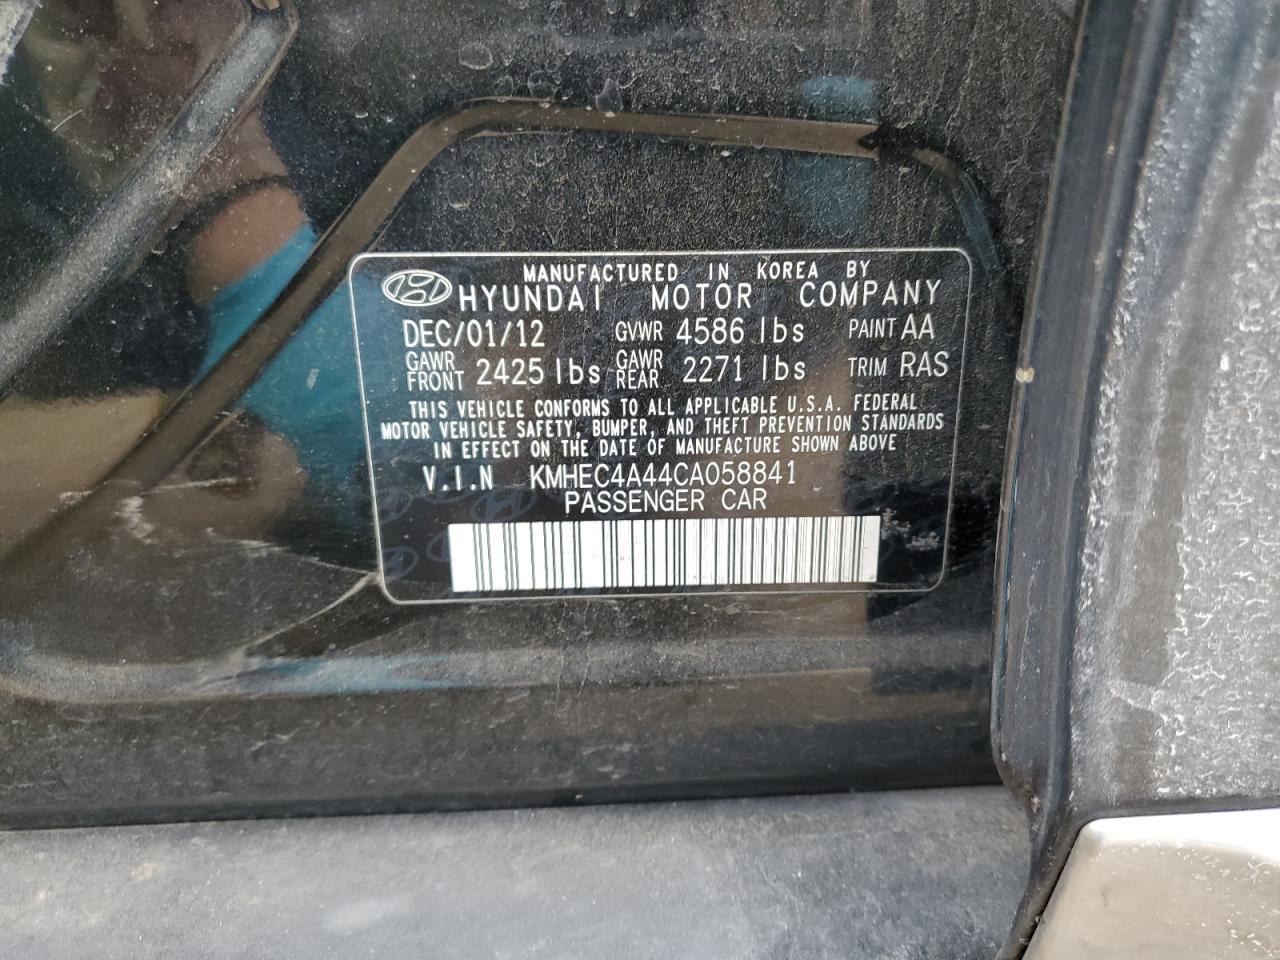 MANUFACTURED IN KOREA BY
HYUNDAI MOTOR COMPANY
DEC/01/12 GVWR 4586 lbs PAINT AA
GAWR FRONT 2425 lbs GAWR REAR 2271 lbs TRIM RAS
THIS VEHICLE CONFORMS TO ALL APPLICABLE U.S.A. FEDERAL
MOTOR VEHICLE SAFETY, BUMPER, AND THEFT PREVENTION STANDARDS
IN EFFECT ON THE DATE OF MANUFACTURE SHOWN ABOVE
V.I.N KMHEC4A44CA058841
PASSENGER CAR